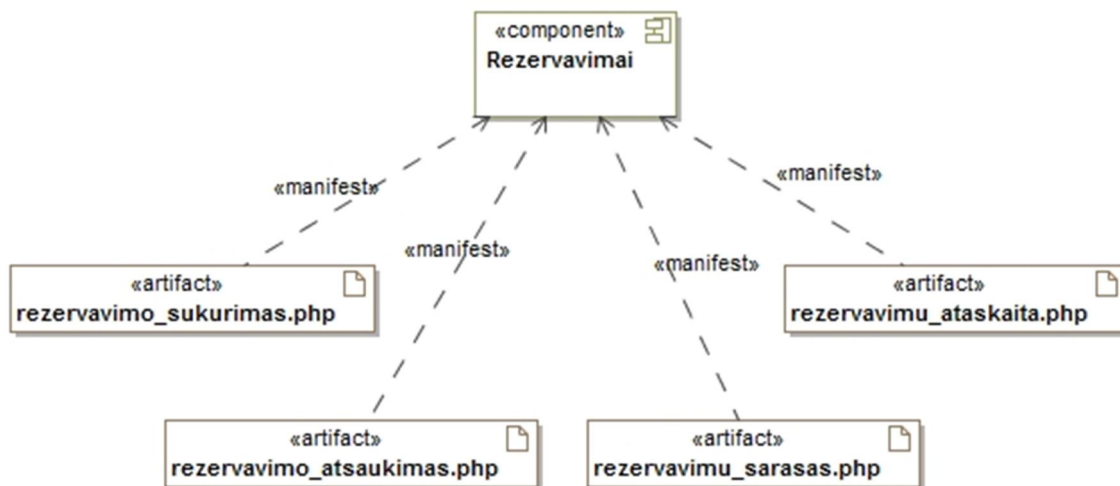 «component»
Rezervavimai
«manifest»
«manifest»
«manifest»
«manifest»
«artifact»
rezervavimo_sukurimas.php
«artifact»
rezervavimu_ataskaita.php
«artifact»
rezervavimo_atsaukimas.php
«artifact»
rezervavimu_sarasas.php